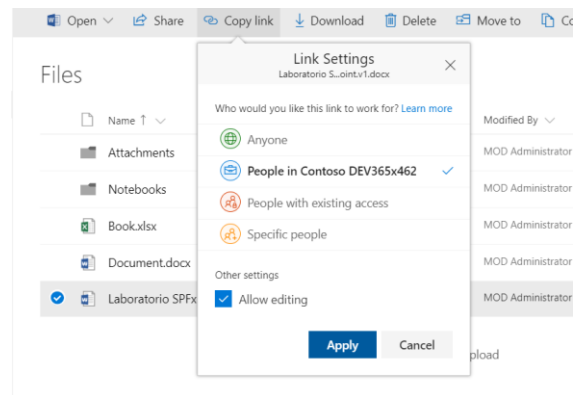 Open Share Copy link Download Delete Move to
Link Settings
Laboratorio S...oint.v1.docx
Files
Who would you like this link to work for? Learn more
Name Modified By
Anyone
Attachments MOD Administrator
People in Contoso DEV365x462
Notebooks MOD Administrator
People with existing access
Book.xlsx MOD Administrator
Specific people
Document.docx MOD Administrator
Other settings
Laboratorio SPFx MOD Administrator
Allow editing
Apply Cancel